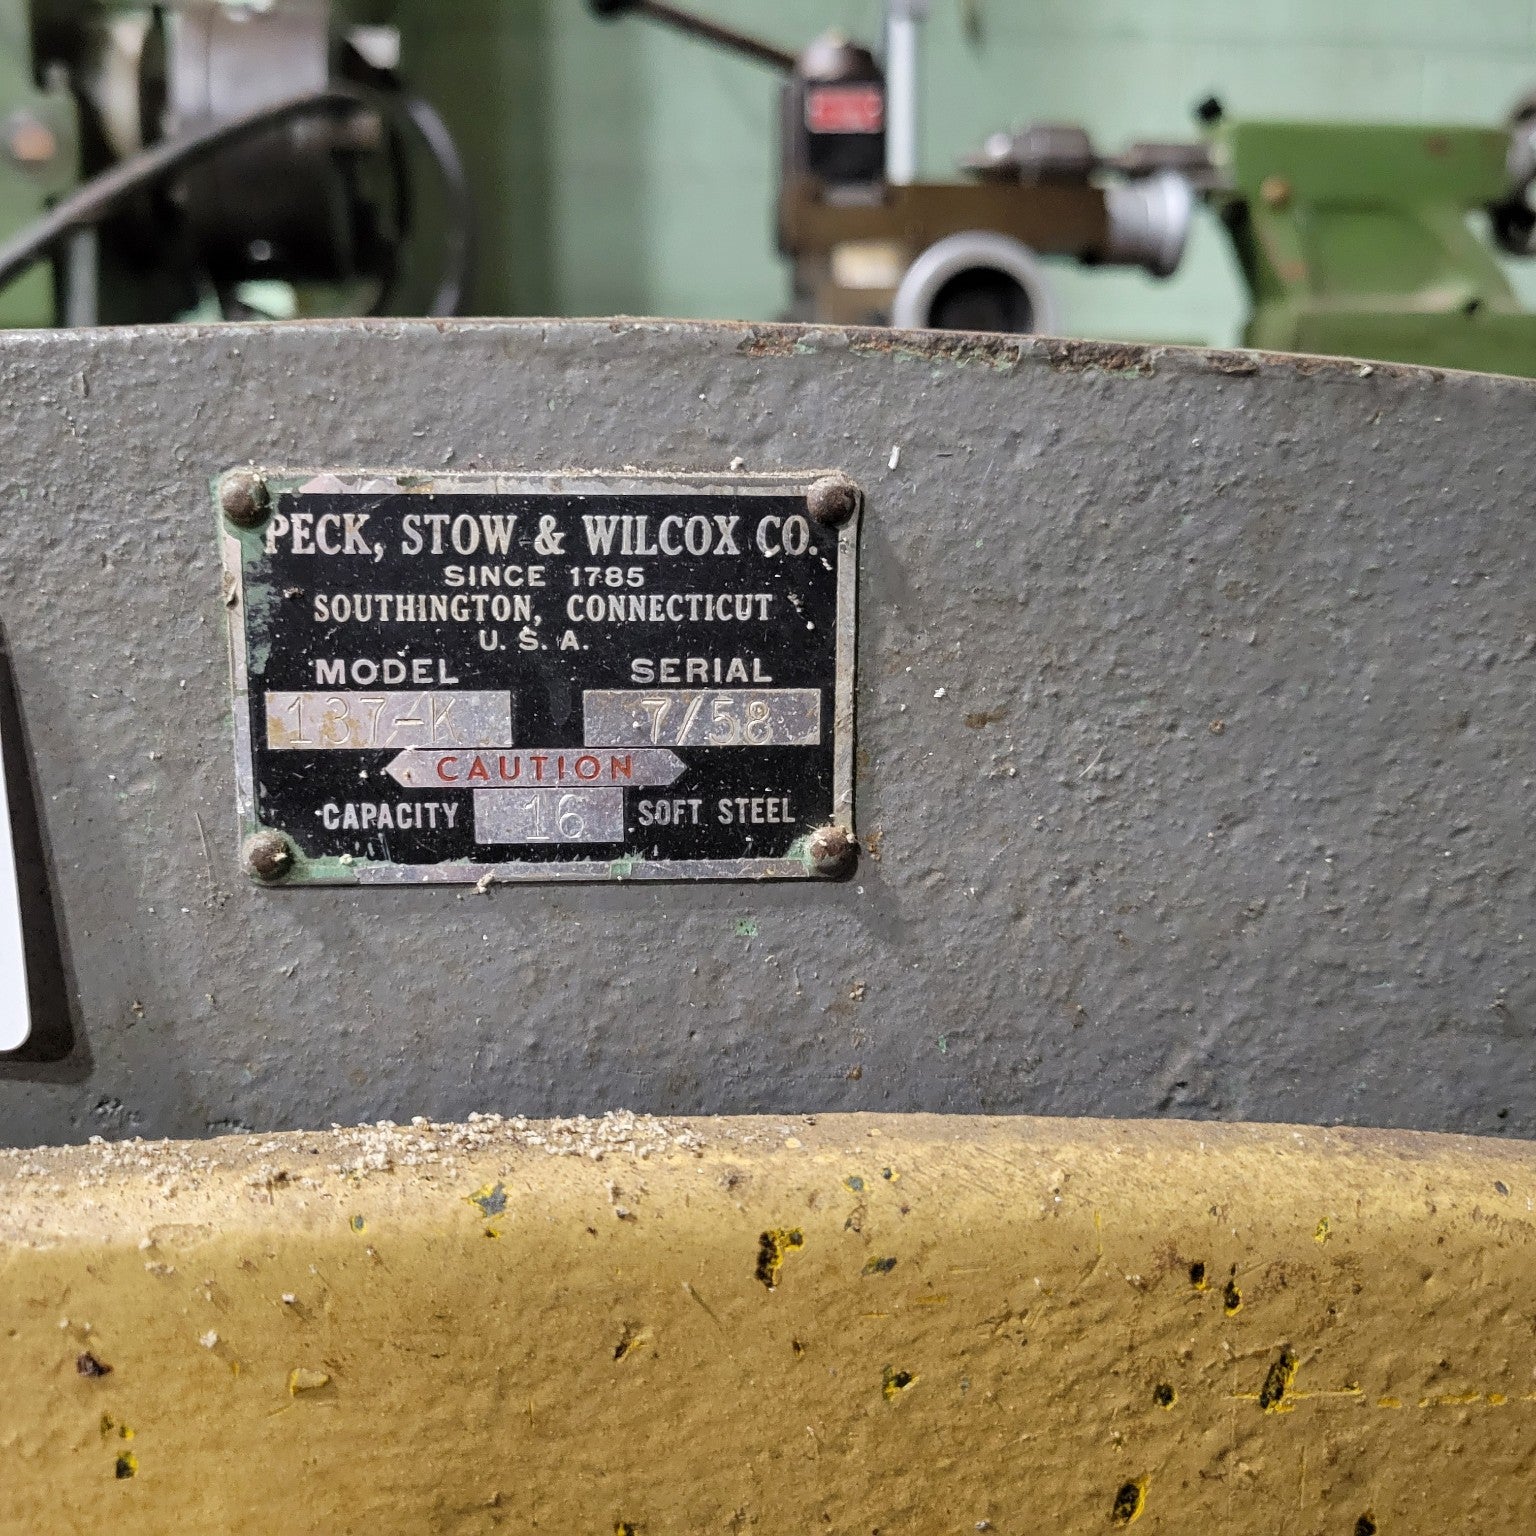 PECK, STOW & WILCOX CO.
SINCE 1785
SOUTHINGTON, CONNECTICUT
U. S. A.
MODEL SERIAL
137-K 7/58
CAUTION
CAPACITY 16 SOFT STEEL